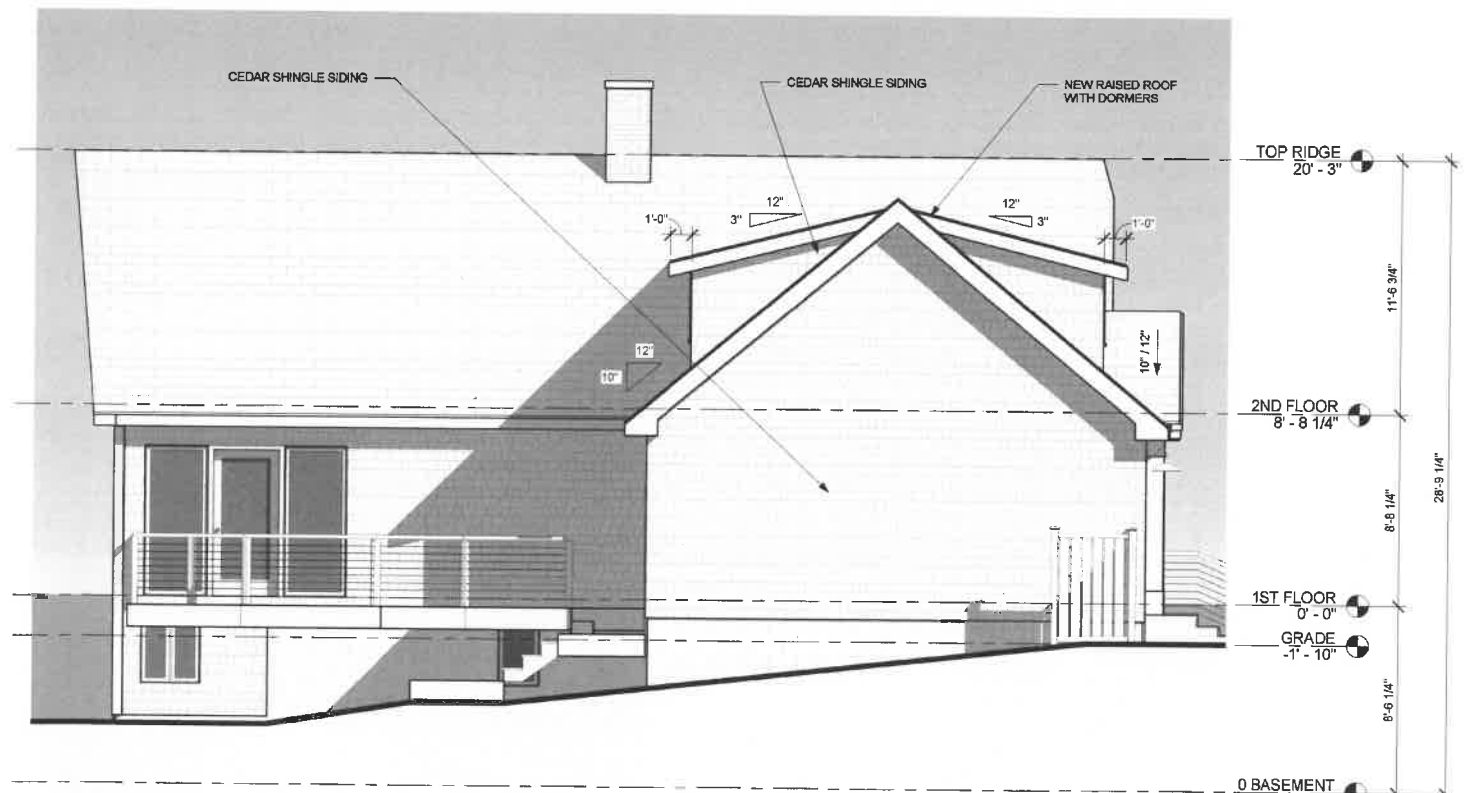 CEDAR SHINGLE SIDING
CEDAR SHINGLE SIDING
NEW RAISED ROOF
WITH DORMERS
TOP RIDGE
20' - 3"
12"
3"
12"
3"
1'-0"
1'-0"
11'-6 3/4"
12"
10"
10" / 12"
2ND FLOOR
8' - 8 1/4"
8'-8 1/4"
28'-9 1/4"
1ST FLOOR
0' - 0"
GRADE
-1' - 10"
8'-6 1/4"
0 BASEMENT